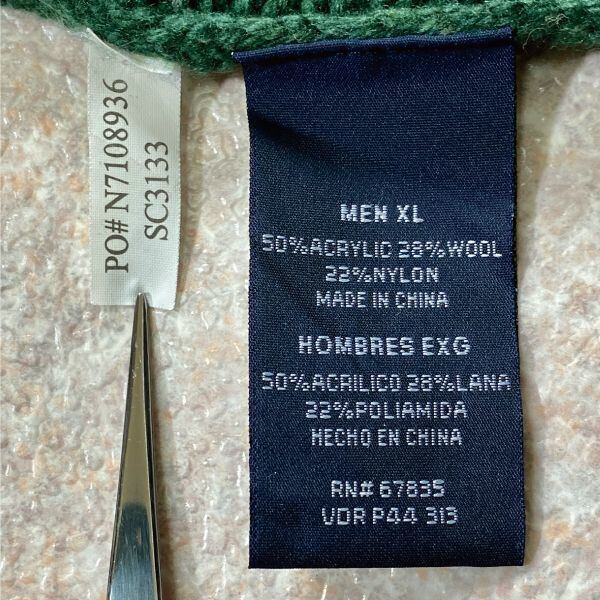 PO# N7108936
SC3133
MEN XL
50%ACRYLIC 28%WOOL
22%NYLON
MADE IN CHINA
HOMBRES EXG
50%ACRILICO 28%LANA
22%POLIAMIDA
HECHO EN CHINA
RN# 67835
VDR P44 313